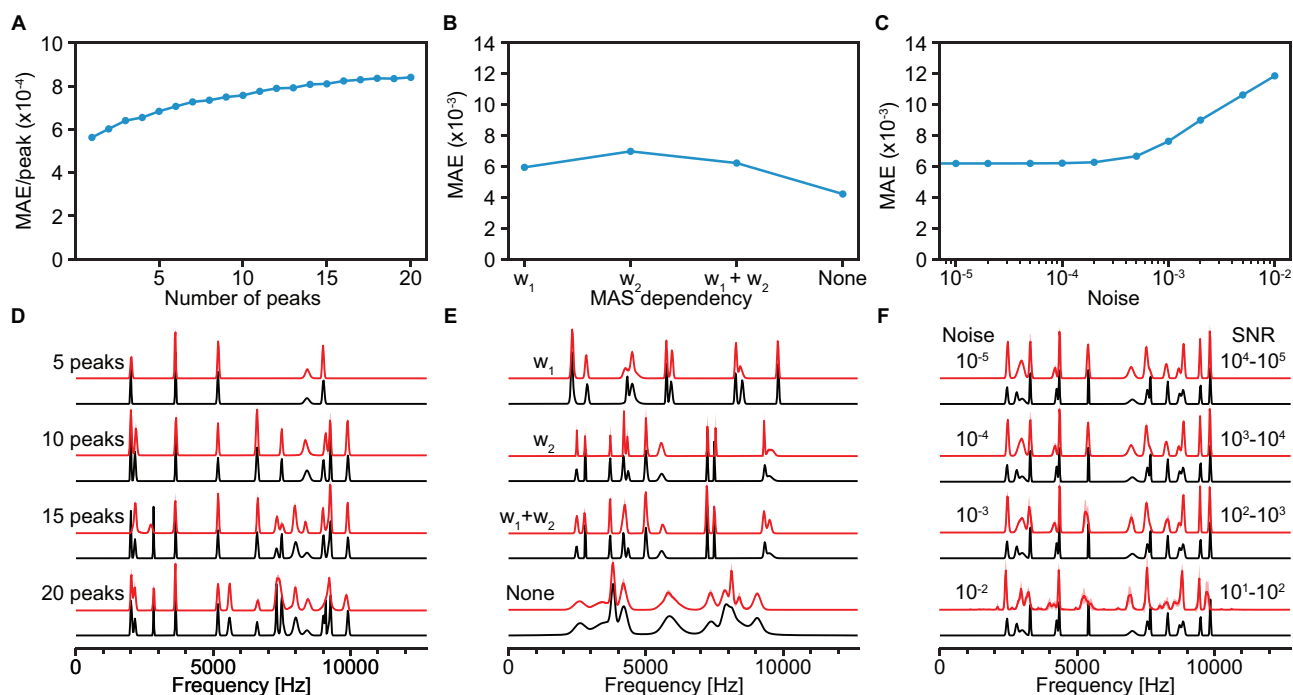 A
10
8
6
4
2
0
MAE/peak (x10⁻⁴)
5
10
15
20
Number of peaks
B
14
12
10
8
6
4
2
0
MAE (x10⁻³)
w₁
w₂
w₁ + w₂
None
MAS dependency
C
14
12
10
8
6
4
2
0
MAE (x10⁻³)
10⁻⁵
10⁻⁴
10⁻³
10⁻²
Noise
D
5 peaks
10 peaks
15 peaks
20 peaks
0
5000
10000
Frequency [Hz]
E
w₁
w₂
w₁+w₂
None
0
5000
10000
Frequency [Hz]
F
Noise
SNR
10⁻⁵
10⁴-10⁵
10⁻⁴
10³-10⁴
10⁻³
10²-10³
10⁻²
10¹-10²
0
5000
10000
Frequency [Hz]